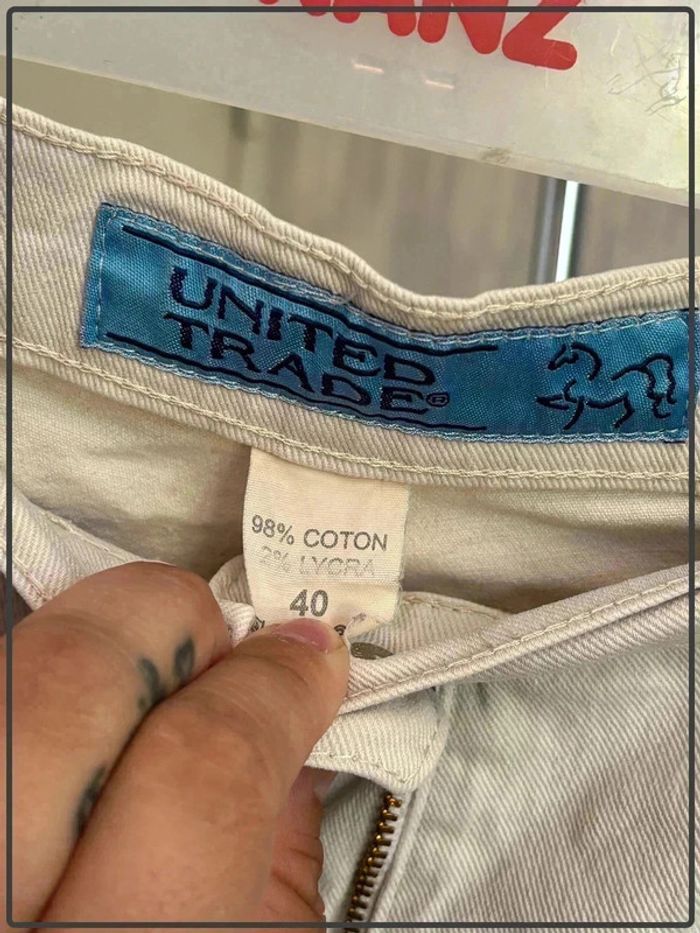 UNITED
TRADE®
98% COTON
2% LYCRA
40